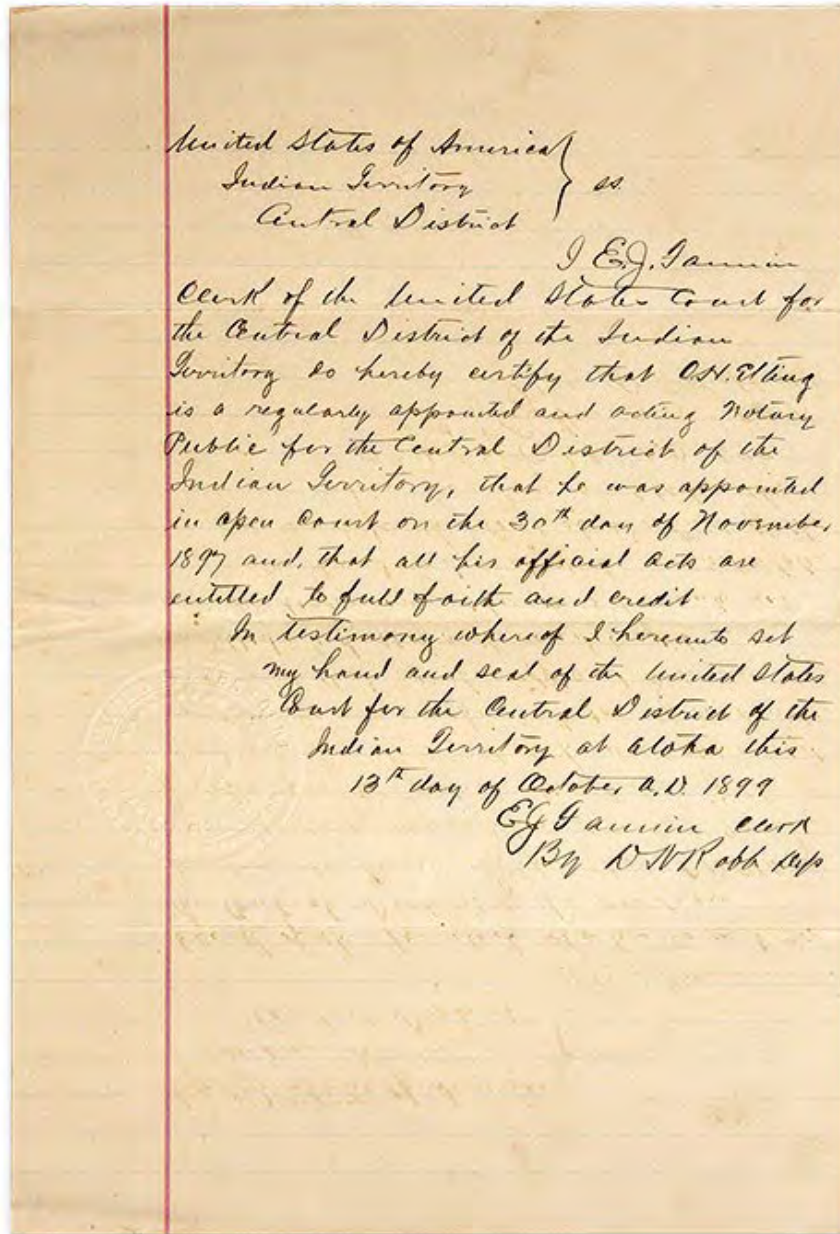 United States of America
Indian Territory } ss.
Central District
I E.J. Fannin
Clerk of the United States Court for
the Central District of the Indian
Territory do hereby certify that O.H. Elting
is a regularly appointed and acting Notary
Public for the Central District of the
Indian Territory, that he was appointed
in open Court on the 30th day of November
1897 and, that all his official acts are
entitled to full faith and credit
In testimony whereof I hereunto set
my hand and seal of the United States
Court for the Central District of the
Indian Territory at Atoka this
13th day of October A.D. 1899
EJ Fannin Clerk
By D N Robb Dep